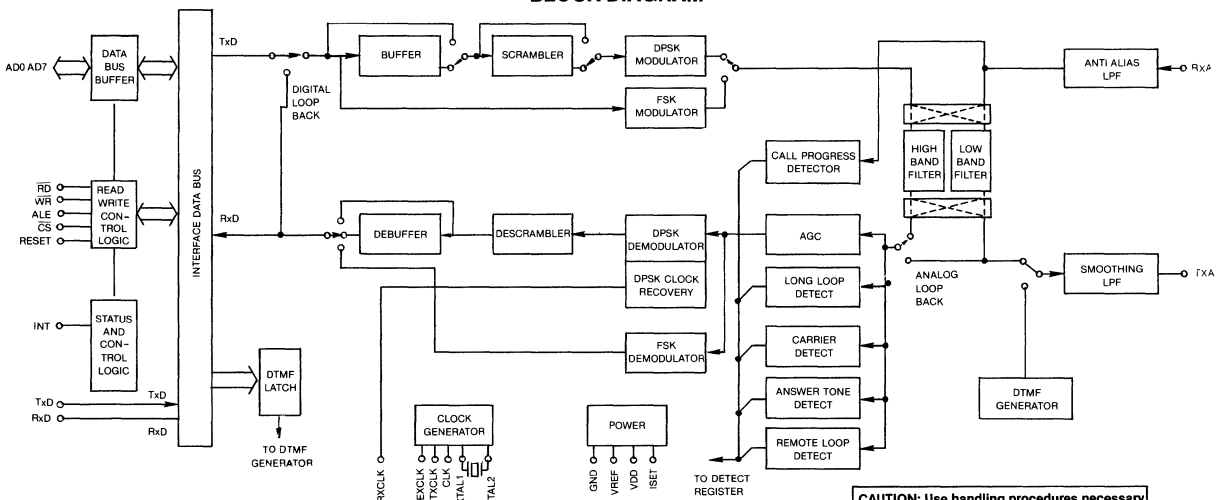 BLOCK DIAGRAM
AD0 AD7
DATA
BUS
BUFFER
RD
WR
ALE
CS
RESET
READ
WRITE
CON-
TROL
LOGIC
INT
STATUS
AND
CON-
TROL
LOGIC
TxD
TxD
RxD
RxD
INTERFACE DATA BUS
TxD
DIGITAL
LOOP
BACK
BUFFER
SCRAMBLER
DPSK
MODULATOR
FSK
MODULATOR
RxD
DEBUFFER
DESCRAMBLER
DPSK
DEMODULATOR
DPSK CLOCK
RECOVERY
FSK
DEMODULATOR
CALL PROGRESS
DETECTOR
AGC
LONG LOOP
DETECT
CARRIER
DETECT
ANSWER TONE
DETECT
REMOTE LOOP
DETECT
TO DETECT
REGISTER
HIGH
BAND
FILTER
LOW
BAND
FILTER
ANTI ALIAS
LPF
RXA
ANALOG
LOOP
BACK
SMOOTHING
LPF
TXA
DTMF
GENERATOR
DTMF
LATCH
TO DTMF
GENERATOR
CLOCK
GENERATOR
RXCLK
EXCLK
TXCLK
CLK
XTAL1
XTAL2
POWER
GND
VREF
VDD
ISET
CAUTION: Use handling procedures necessary